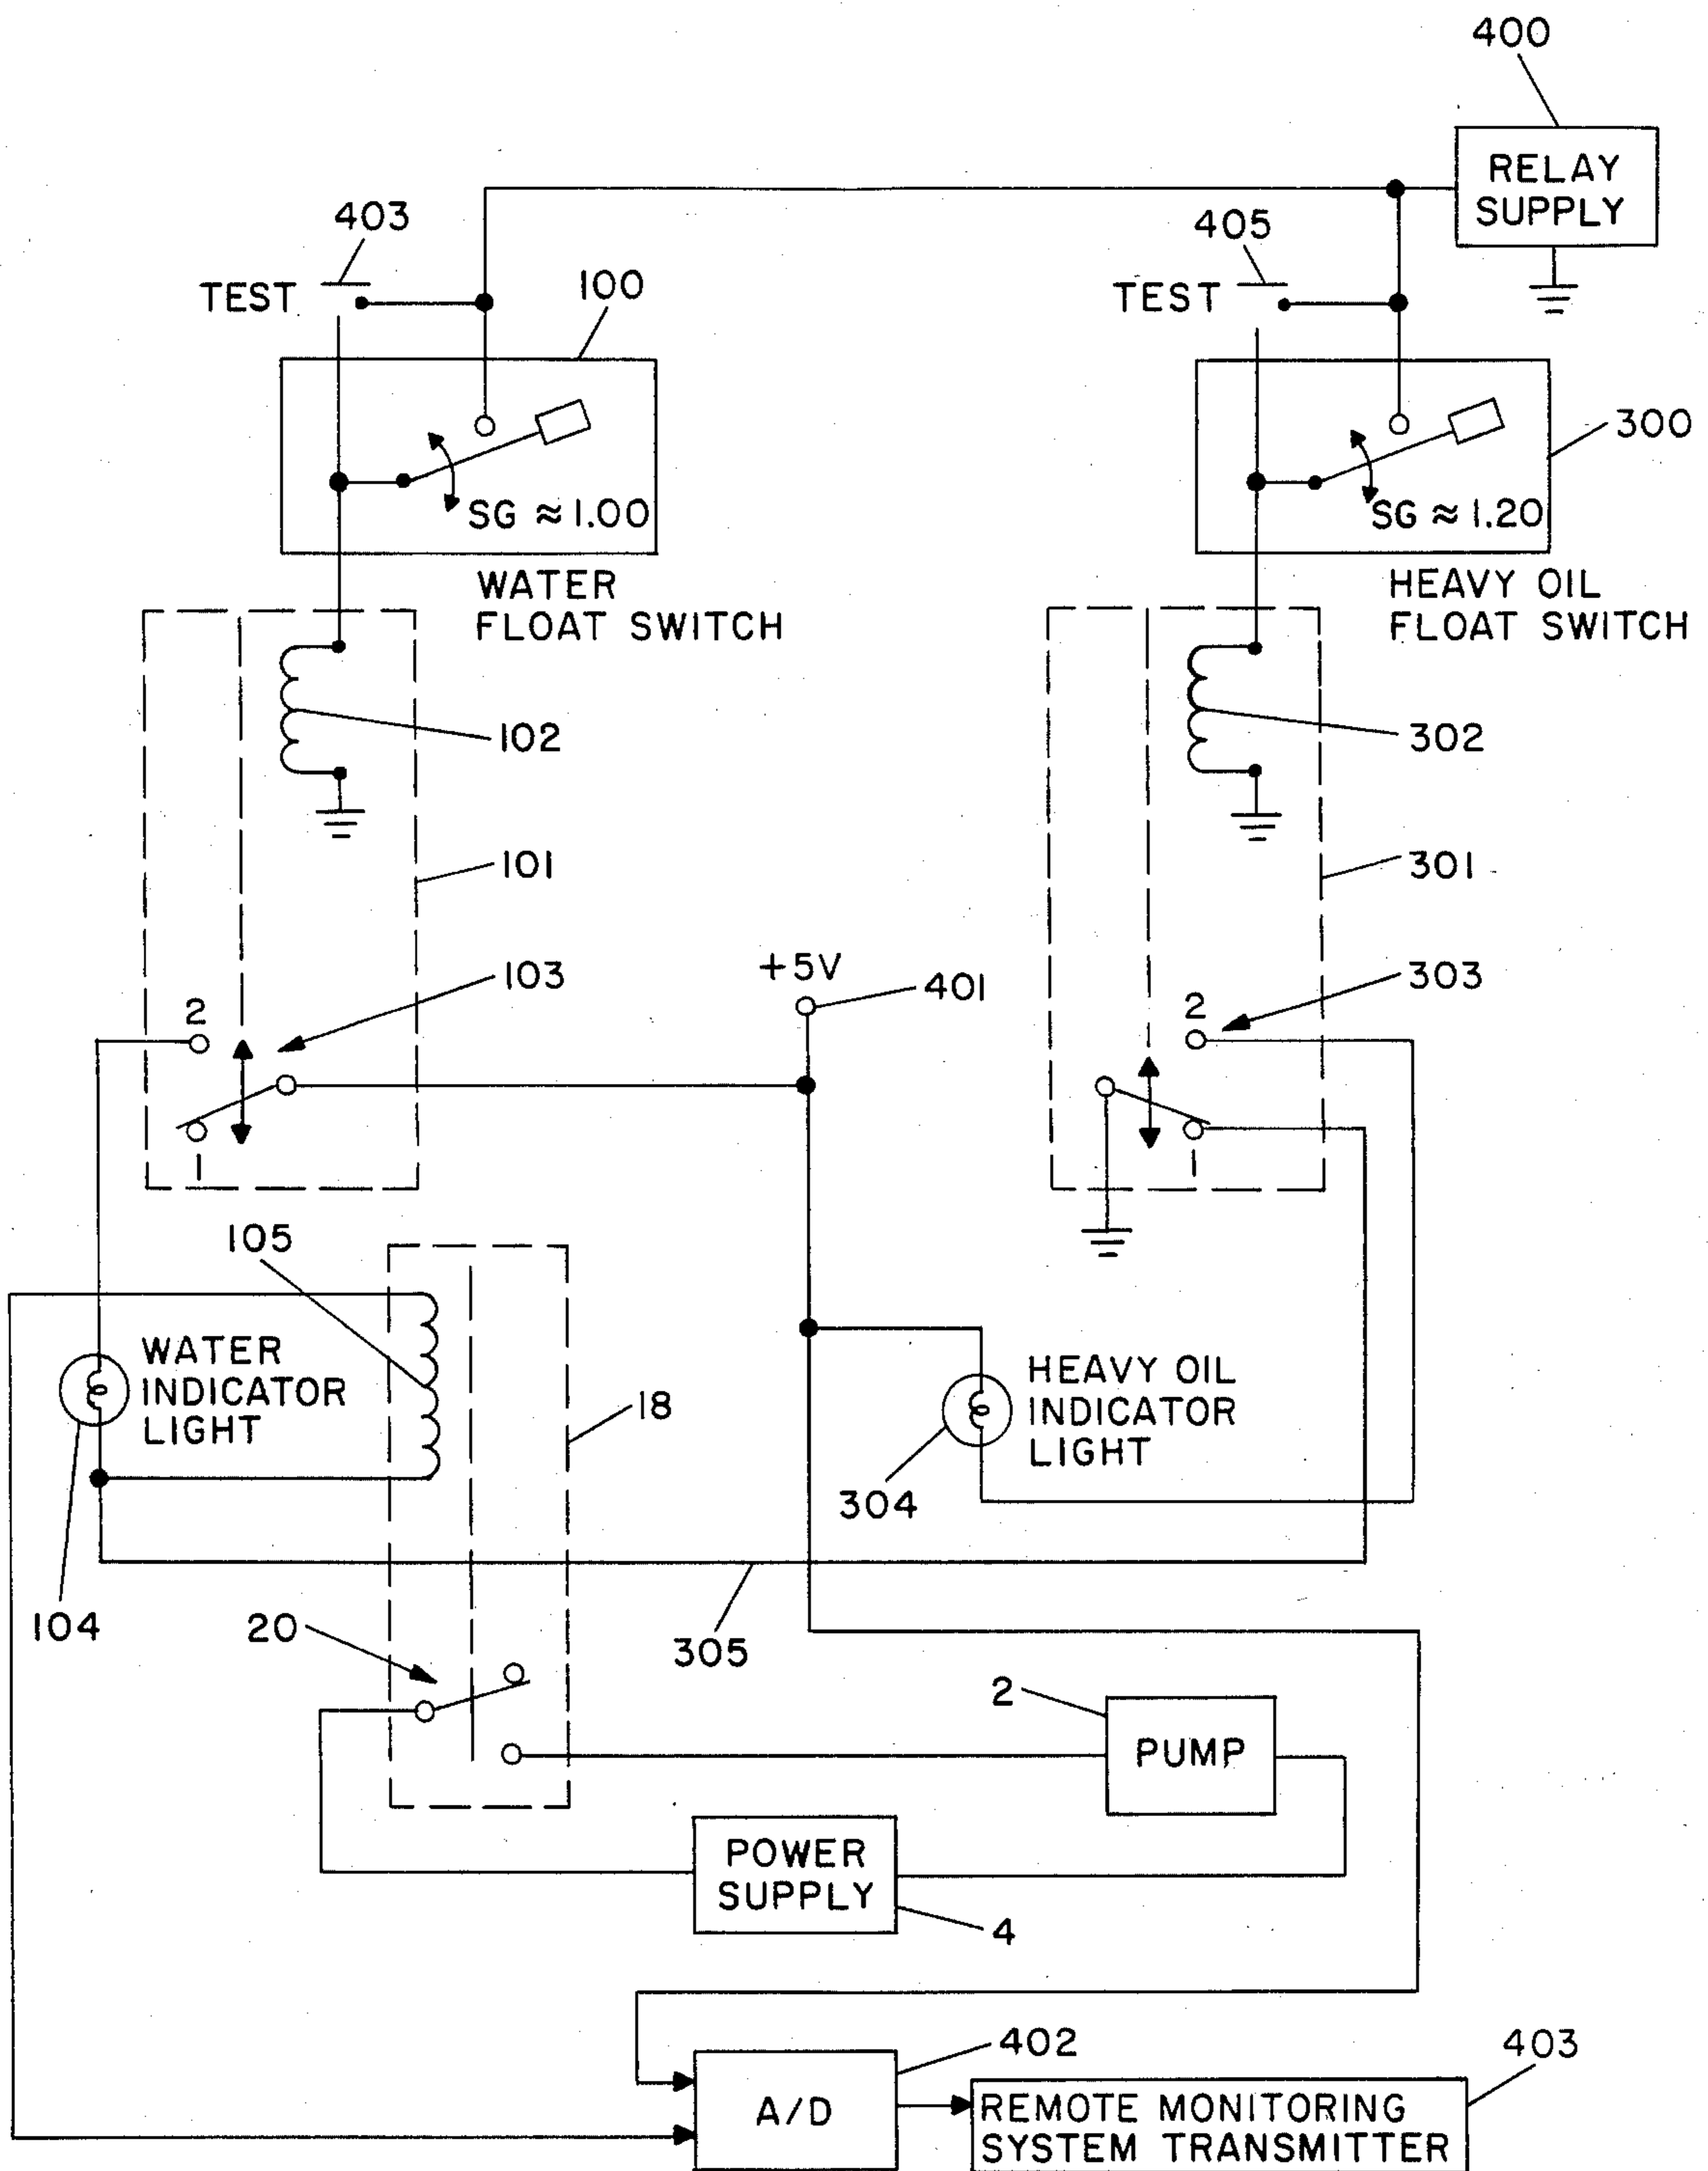 400
RELAY
SUPPLY
403
TEST
100
405
TEST
300
SG ≈ 1.00
SG ≈ 1.20
WATER
FLOAT SWITCH
HEAVY OIL
FLOAT SWITCH
102
302
101
301
+5V
401
103
303
2
2
1
1
105
WATER
INDICATOR
LIGHT
18
HEAVY OIL
INDICATOR
LIGHT
304
104
20
305
2
PUMP
POWER
SUPPLY
4
402
403
A/D
REMOTE MONITORING
SYSTEM TRANSMITTER